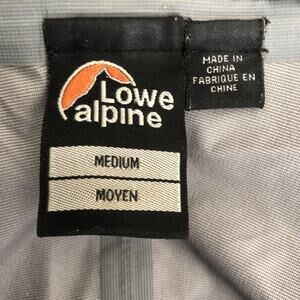 Lowe
alpine
MEDIUM
MOYEN
MADE IN
CHINA
FABRIQUE EN
CHINE